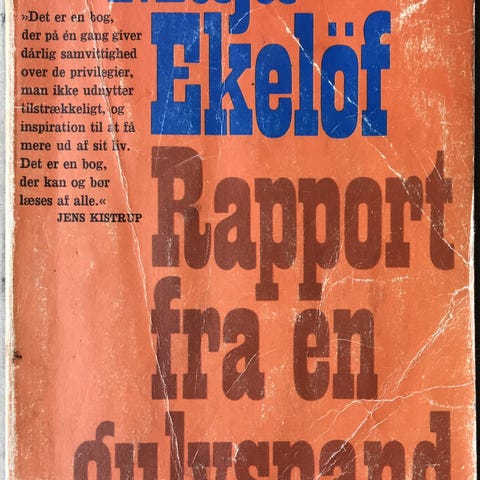 Maja
»Det er en bog,
der på én gang giver
dårlig samvittighed
over de privilegier,
man ikke udnytter
tilstrækkeligt, og
inspiration til at få
mere ud af sit liv.
Det er en bog,
der kan og bør
læses af alle.«
JENS KISTRUP
Ekelöf
Rapport
fra en
gulvspand